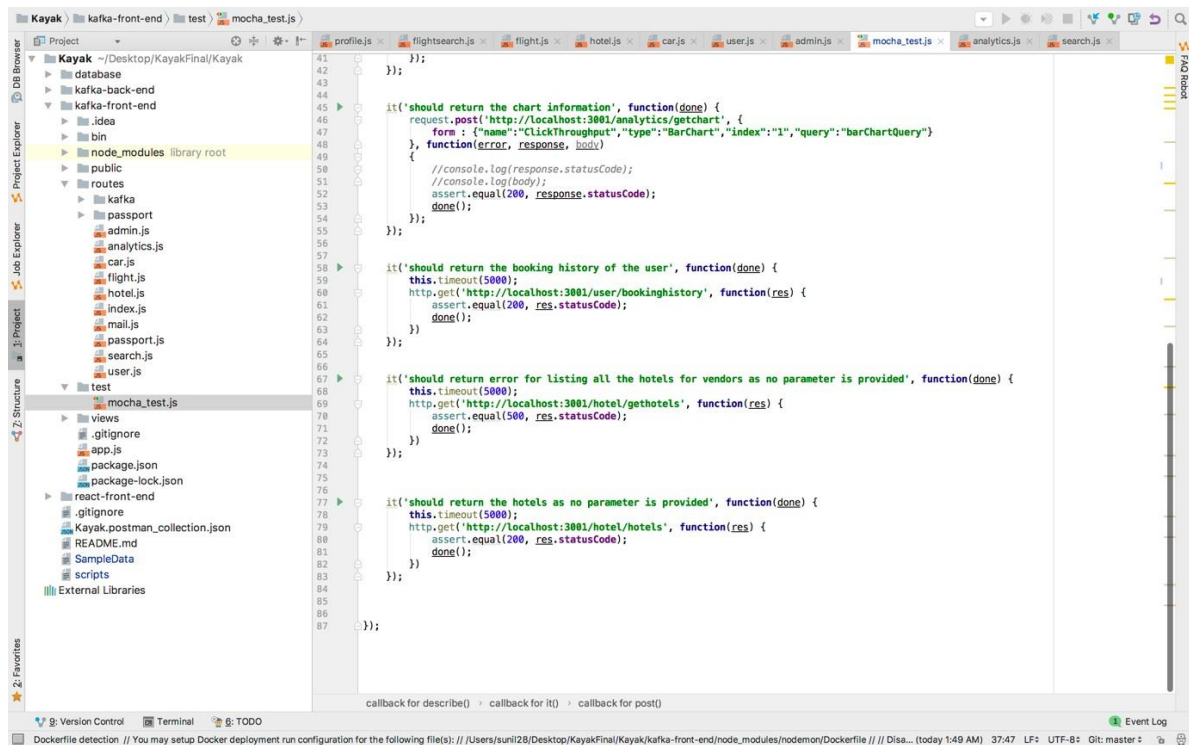 Kayak kafka-front-end test mocha_test.js
Project
profile.js flightsearch.js flight.js hotel.js car.js user.js admin.js mocha_test.js analytics.js search.js
DB Browser
Project Explorer
Job Explorer
1: Project
Z: Structure
2: Favorites
FAQ Robot
Kayak ~/Desktop/KayakFinal/Kayak
database
kafka-back-end
kafka-front-end
.idea
bin
node_modules library root
public
routes
kafka
passport
admin.js
analytics.js
car.js
flight.js
hotel.js
index.js
mail.js
passport.js
search.js
user.js
test
mocha_test.js
views
.gitignore
app.js
package.json
package-lock.json
react-front-end
.gitignore
Kayak.postman_collection.json
README.md
SampleData
scripts
External Libraries
41 });
42 });
43
44
45 it('should return the chart information', function(done) {
46 request.post('http://localhost:3001/analytics/getchart', {
47 form : {"name":"ClickThroughput","type":"BarChart","index":"1","query":"barChartQuery"}
48 }, function(error, response, body)
49 {
50 //console.log(response.statusCode);
51 //console.log(body);
52 assert.equal(200, response.statusCode);
53 done();
54 });
55 });
56
57
58 it('should return the booking history of the user', function(done) {
59 this.timeout(5000);
60 http.get('http://localhost:3001/user/bookinghistory', function(res) {
61 assert.equal(200, res.statusCode);
62 done();
63 })
64 });
65
66
67 it('should return error for listing all the hotels for vendors as no parameter is provided', function(done) {
68 this.timeout(5000);
69 http.get('http://localhost:3001/hotel/gethotels', function(res) {
70 assert.equal(500, res.statusCode);
71 done();
72 })
73 });
74
75
76
77 it('should return the hotels as no parameter is provided', function(done) {
78 this.timeout(5000);
79 http.get('http://localhost:3001/hotel/hotels', function(res) {
80 assert.equal(200, res.statusCode);
81 done();
82 })
83 });
84
85
86
87 });
callback for describe() › callback for it() › callback for post()
9: Version Control Terminal 6: TODO
1 Event Log
Dockerfile detection // You may setup Docker deployment run configuration for the following file(s): // /Users/sunil28/Desktop/KayakFinal/Kayak/kafka-front-end/node_modules/nodemon/Dockerfile // // Disa... (today 1:49 AM) 37:47 LF UTF-8 Git: master